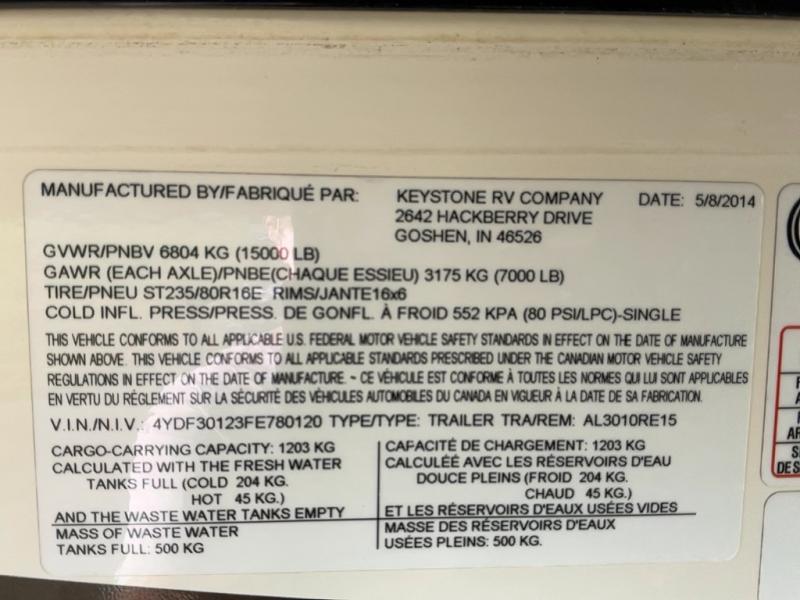 MANUFACTURED BY/FABRIQUÉ PAR: KEYSTONE RV COMPANY DATE: 5/8/2014
2642 HACKBERRY DRIVE
GOSHEN, IN 46526
GVWR/PNBV 6804 KG (15000 LB)
GAWR (EACH AXLE)/PNBE(CHAQUE ESSIEU) 3175 KG (7000 LB)
TIRE/PNEU ST235/80R16E RIMS/JANTE16x6
COLD INFL. PRESS/PRESS. DE GONFL. À FROID 552 KPA (80 PSI/LPC)-SINGLE
THIS VEHICLE CONFORMS TO ALL APPLICABLE U.S. FEDERAL MOTOR VEHICLE SAFETY STANDARDS IN EFFECT ON THE DATE OF MANUFACTURE
SHOWN ABOVE. THIS VEHICLE CONFORMS TO ALL APPLICABLE STANDARDS PRESCRIBED UNDER THE CANADIAN MOTOR VEHICLE SAFETY
REGULATIONS IN EFFECT ON THE DATE OF MANUFACTURE. ~ CE VÉHICULE EST CONFORME À TOUTES LES NORMES QUI LUI SONT APPLICABLES
EN VERTU DU RÈGLEMENT SUR LA SÉCURITÉ DES VÉHICULES AUTOMOBILES DU CANADA EN VIGUEUR À LA DATE DE SA FABRICATION.
V.I.N./N.I.V.: 4YDF30123FE780120 TYPE/TYPE: TRAILER TRA/REM: AL3010RE15
CARGO-CARRYING CAPACITY: 1203 KG
CALCULATED WITH THE FRESH WATER
TANKS FULL (COLD 204 KG.
HOT 45 KG.)
AND THE WASTE WATER TANKS EMPTY
MASS OF WASTE WATER
TANKS FULL: 500 KG
CAPACITÉ DE CHARGEMENT: 1203 KG
CALCULÉE AVEC LES RÉSERVOIRS D'EAU
DOUCE PLEINS (FROID 204 KG.
CHAUD 45 KG.)
ET LES RÉSERVOIRS D'EAUX USÉES VIDES
MASSE DES RÉSERVOIRS D'EAUX
USÉES PLEINS: 500 KG.